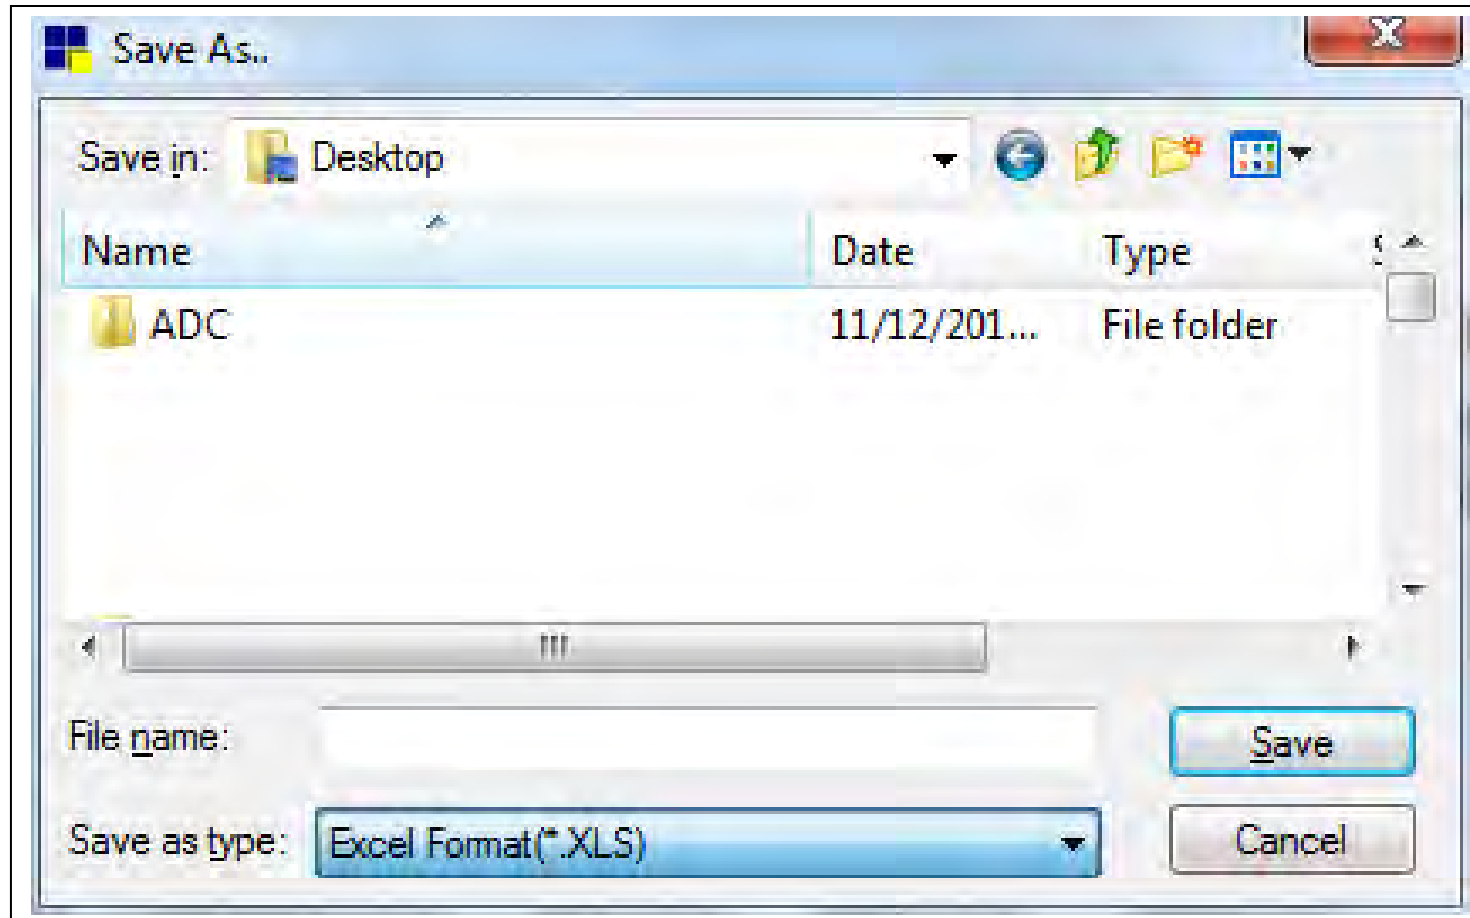 Save As..
Save in: Desktop
Name Date Type
ADC 11/12/201... File folder
File name: Save
Save as type: Excel Format(*.XLS) Cancel